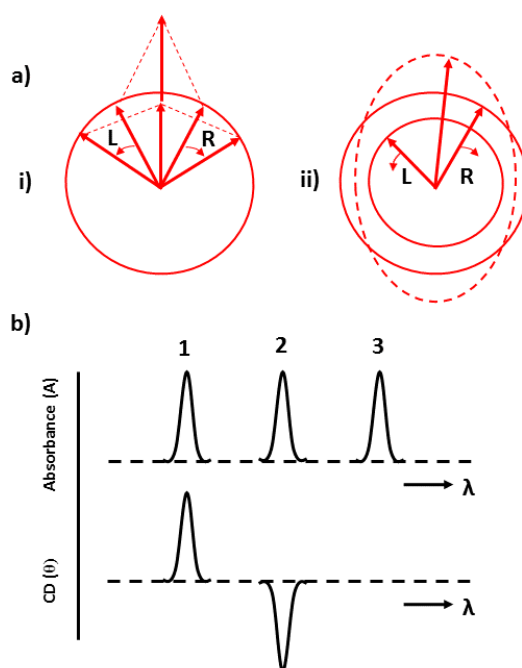 a)
L R
i)
L R
ii)
b)
1 2 3
Absorbance (A)
λ
CD (θ)
λ